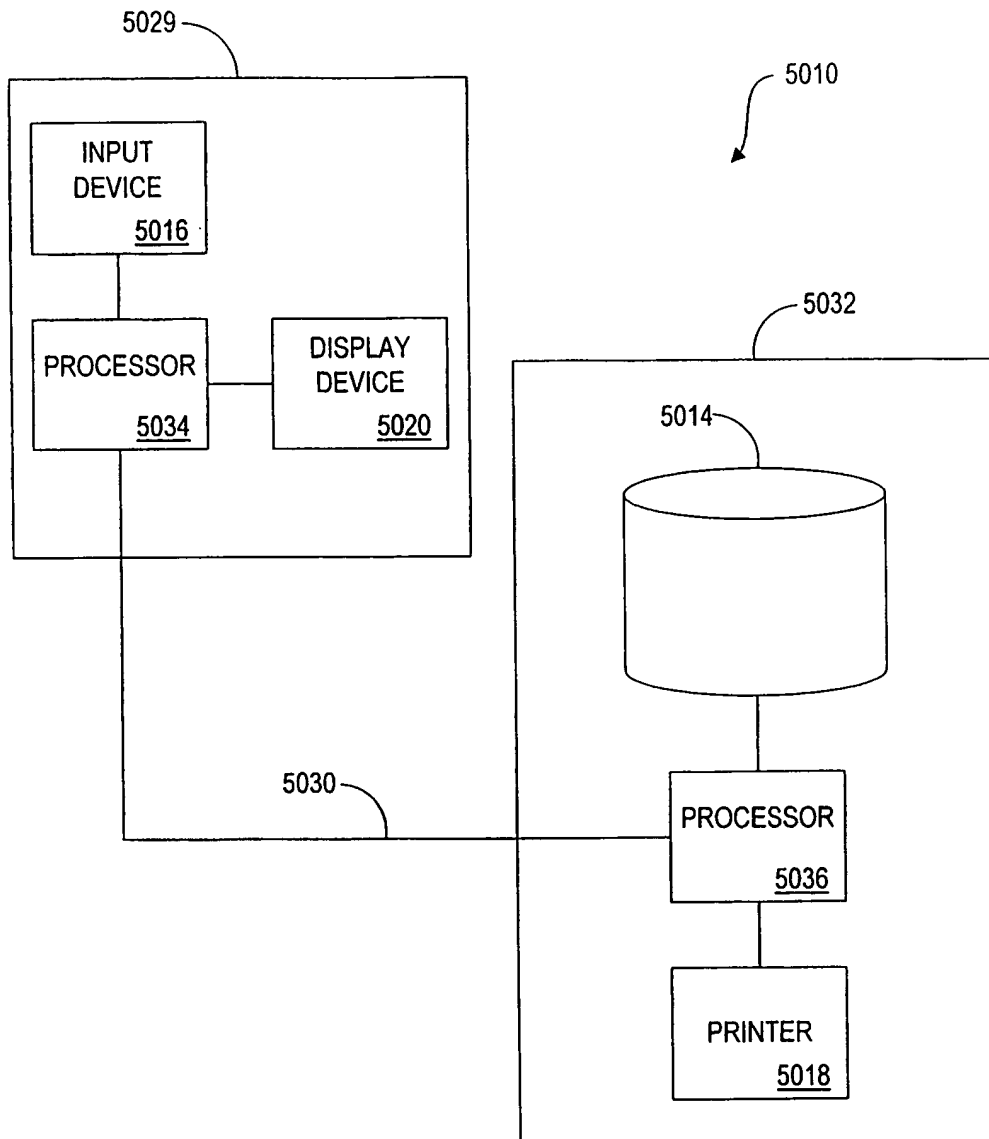 5029
5010
INPUT
DEVICE
5016
PROCESSOR
5034
DISPLAY
DEVICE
5020
5032
5014
5030
PROCESSOR
5036
PRINTER
5018